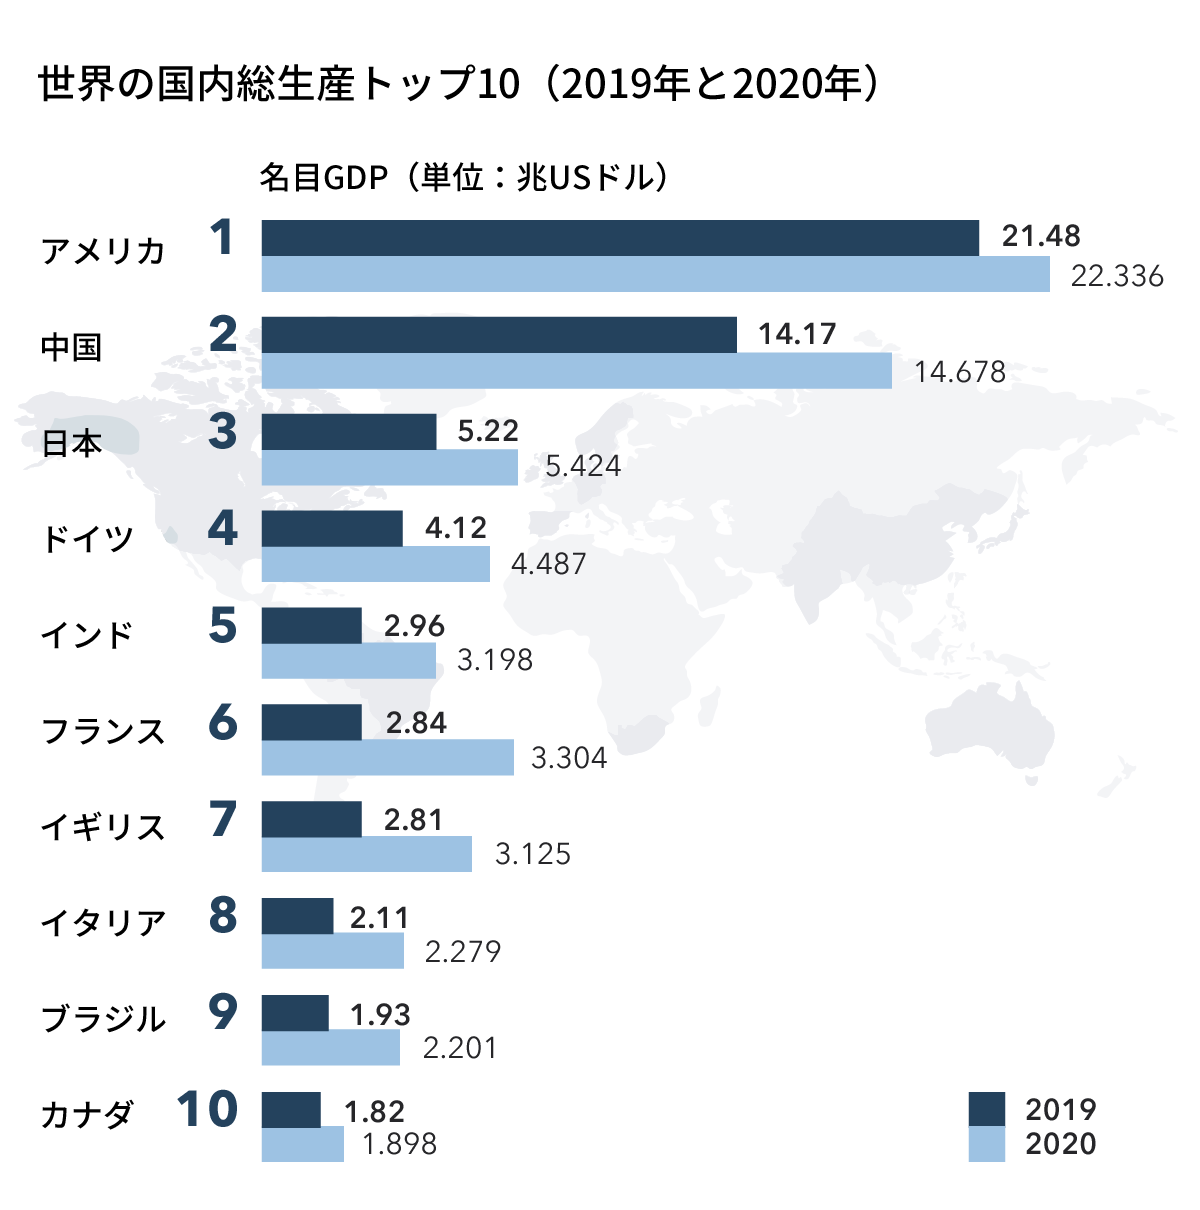 世界の国内総生産トップ10（2019年と2020年）
名目GDP（単位：兆USドル）
アメリカ 1 21.48
22.336
中国 2 14.17
14.678
日本 3 5.22
5.424
ドイツ 4 4.12
4.487
インド 5 2.96
3.198
フランス 6 2.84
3.304
イギリス 7 2.81
3.125
イタリア 8 2.11
2.279
ブラジル 9 1.93
2.201
カナダ 10 1.82
1.898
2019
2020